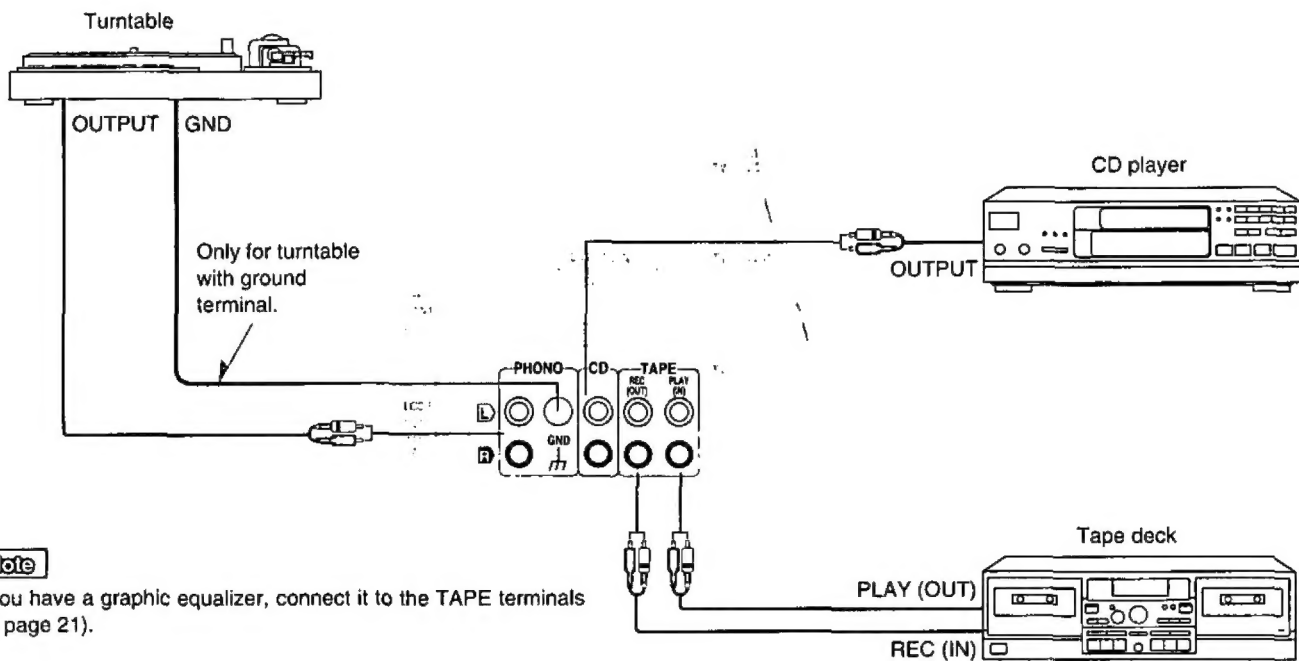 Turntable
OUTPUT
GND
CD player
Only for turntable
with ground
terminal.
OUTPUT
PHONO
CD
TAPE
REC
(OUT)
PLAY
(IN)
L
GND
R
Tape deck
ou have a graphic equalizer, connect it to the TAPE terminals
page 21).
PLAY (OUT)
REC (IN)